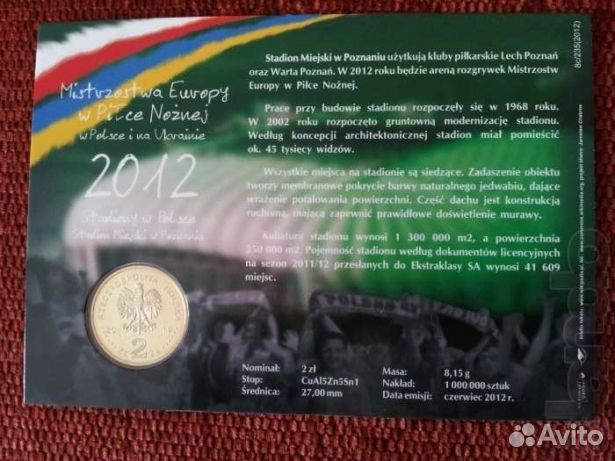 Mistrzostwa Europy
w Piłce Nożnej
w Polsce i na Ukrainie
2012
Stadiony w Polsce
Stadion Miejski w Poznaniu
Stadion Miejski w Poznaniu użytkują kluby piłkarskie Lech Poznań
oraz Warta Poznań. W 2012 roku będzie areną rozgrywek Mistrzostw
Europy w Piłce Nożnej.
Prace przy budowie stadionu rozpoczęły się w 1968 roku.
W 2002 roku rozpoczęto gruntowną modernizację stadionu.
Według koncepcji architektonicznej stadion miał pomieścić
ok. 45 tysięcy widzów.
Wszystkie miejsca na stadionie są siedzące. Zadaszenie obiektu
tworzy membranowe pokrycie barwy naturalnego jedwabiu, dające
wrażenie pofalowania powierzchni. Część dachu jest konstrukcją
ruchomą, mającą zapewnić prawidłowe doświetlenie murawy.
Kubatura stadionu wynosi 1 300 000 m2, a powierzchnia
250 000 m2. Pojemność stadionu według dokumentów licencyjnych
na sezon 2011/12 przesłanych do Ekstraklasy SA wynosi 41 609
miejsc.
RZECZPOSPOLITA POLSKA
2
Nominał: 2 zł
Stop: CuAl5Zn5Sn1
Średnica: 27,00 mm
Masa: 8,15 g
Nakład: 1 000 000 sztuk
Data emisji: czerwiec 2012 r.
8c/235(2012)
Avito